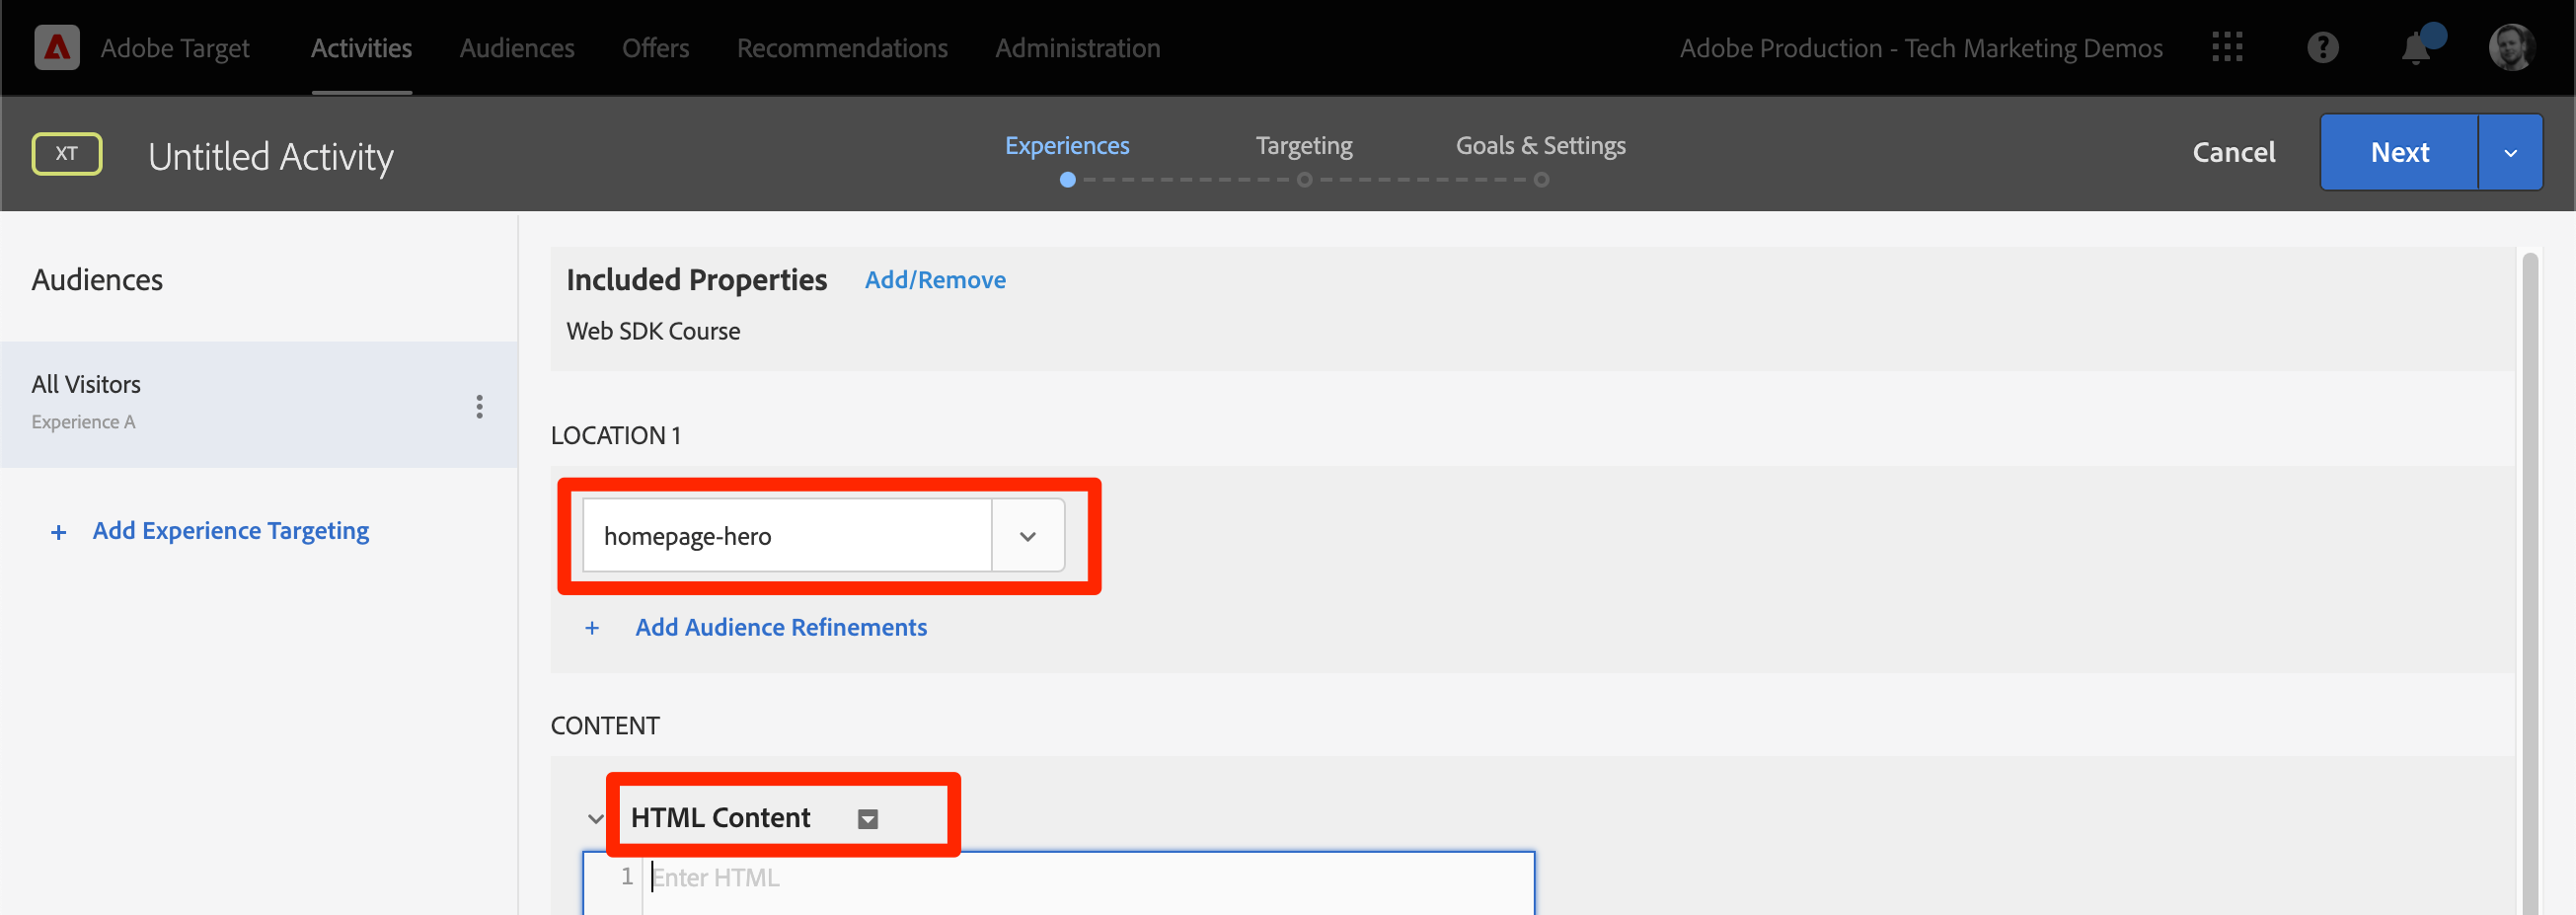 Adobe Target Activities Audiences Offers Recommendations Administration Adobe Production - Tech Marketing Demos ?
XT Untitled Activity Experiences Targeting Goals & Settings Cancel Next
Audiences
All Visitors
Experience A
+ Add Experience Targeting
Included Properties Add/Remove
Web SDK Course
LOCATION 1
homepage-hero
+ Add Audience Refinements
CONTENT
HTML Content
1 Enter HTML